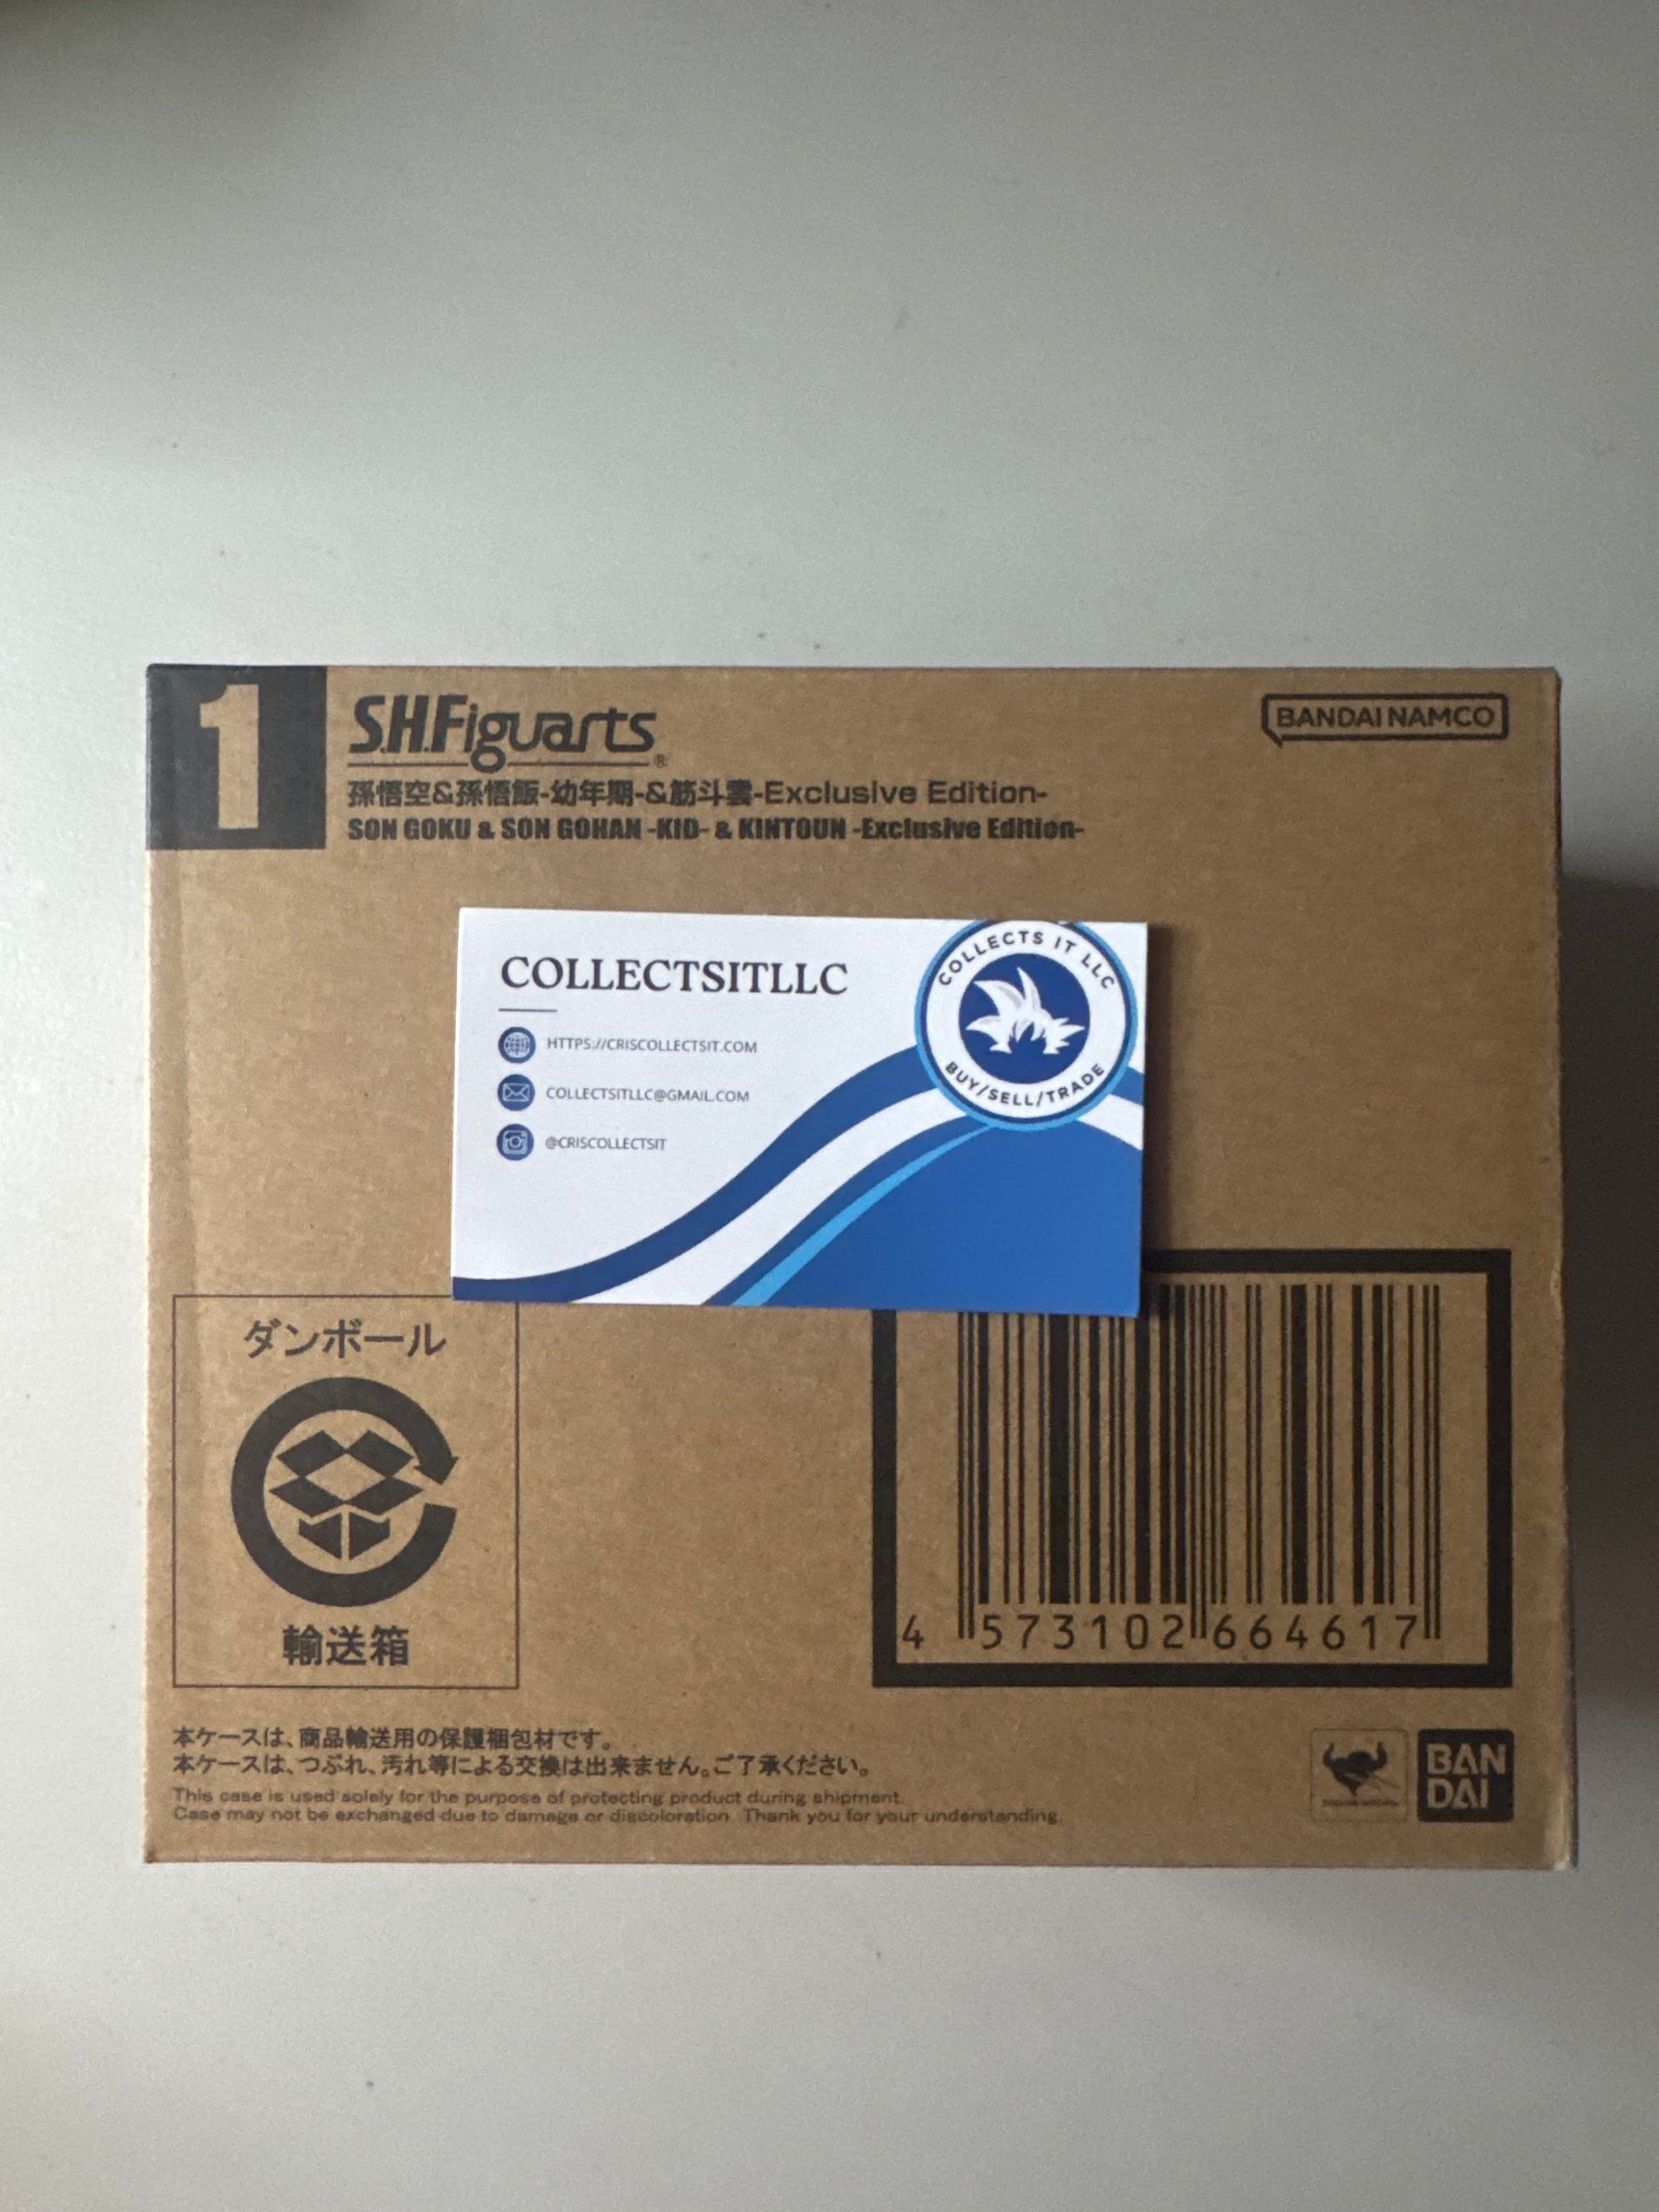 1
S.H.Figuarts®
BANDAI NAMCO
孫悟空&孫悟飯-幼年期-&筋斗雲-Exclusive Edition-
SON GOKU & SON GOHAN -KID- & KINTOUN -Exclusive Edition-
COLLECTSITLLC
HTTPS://CRISCOLLECTSIT.COM
COLLECTSITLLC@GMAIL.COM
@CRISCOLLECTSIT
COLLECTS IT LLC
BUY/SELL/TRADE
ダンボール
輸送箱
4 573102 664617
本ケースは、商品輸送用の保護梱包材です。
本ケースは、つぶれ、汚れ等による交換は出来ません。ご了承ください。
This case is used solely for the purpose of protecting product during shipment.
Case may not be exchanged due to damage or discoloration. Thank you for your understanding.
BAN
DAI